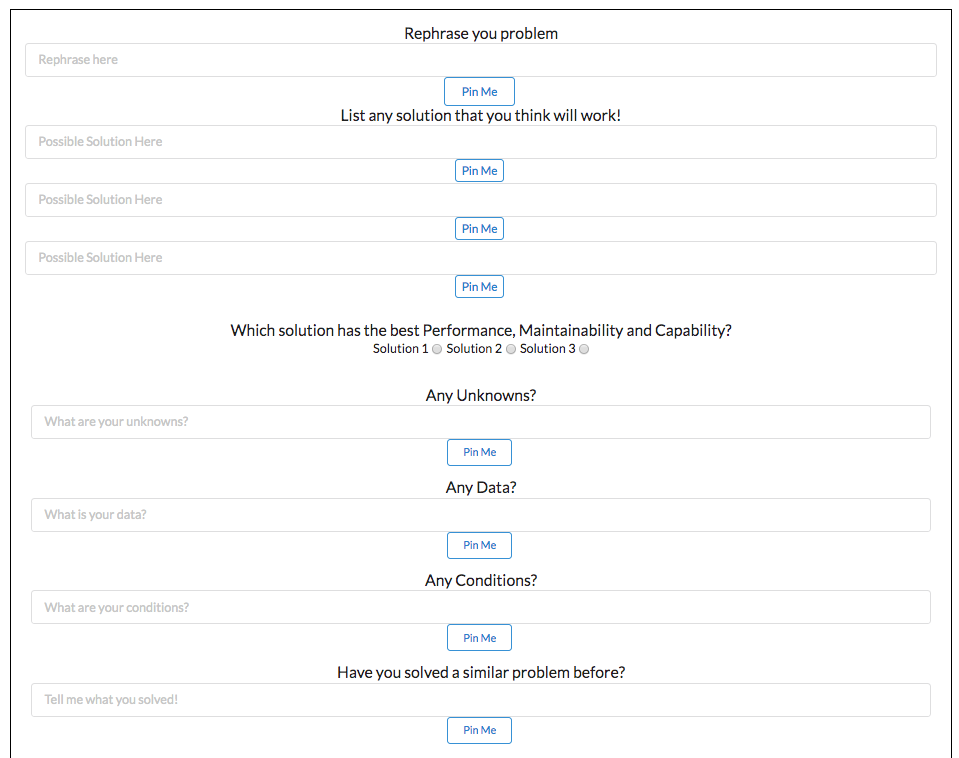 Rephrase you problem
Rephrase here
Pin Me
List any solution that you think will work!
Possible Solution Here
Pin Me
Possible Solution Here
Pin Me
Possible Solution Here
Pin Me
Which solution has the best Performance, Maintainability and Capability?
Solution 1 Solution 2 Solution 3
Any Unknowns?
What are your unknowns?
Pin Me
Any Data?
What is your data?
Pin Me
Any Conditions?
What are your conditions?
Pin Me
Have you solved a similar problem before?
Tell me what you solved!
Pin Me